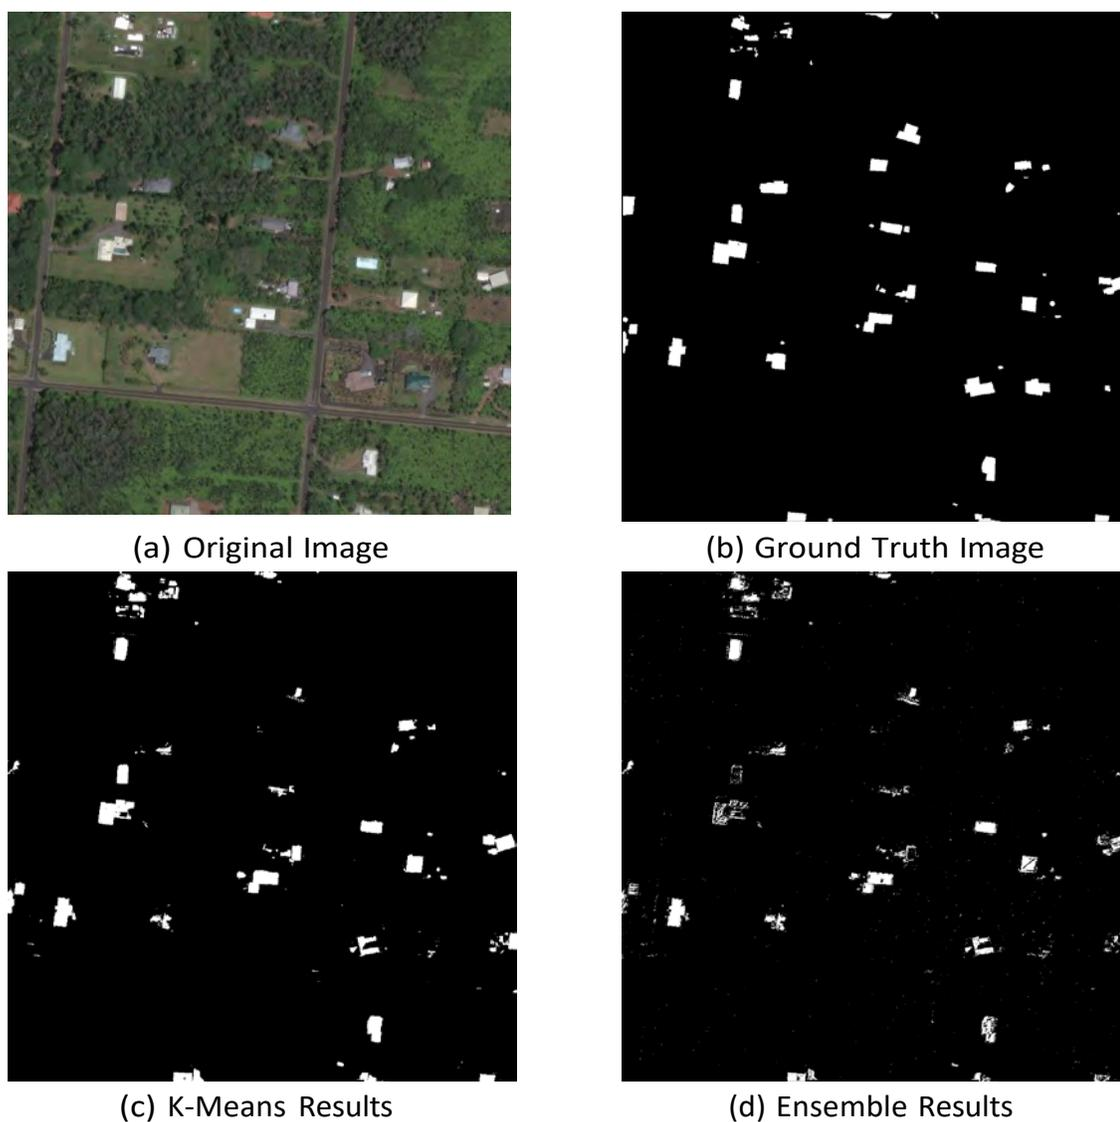 (a) Original Image
(b) Ground Truth Image
(c) K-Means Results
(d) Ensemble Results